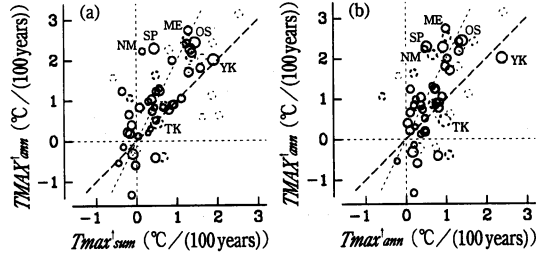 (a)
ME
OS
SP
NM
YK
TK
3
2
1
0
−1
−1 0 1 2 3
TMAX†ann (℃/(100years))
Tmax†sum (℃/(100years))
(b)
ME
SP
OS
NM
YK
TK
3
2
1
0
−1
−1 0 1 2 3
TMAX†ann (℃/(100years))
Tmax†ann (℃/(100years))